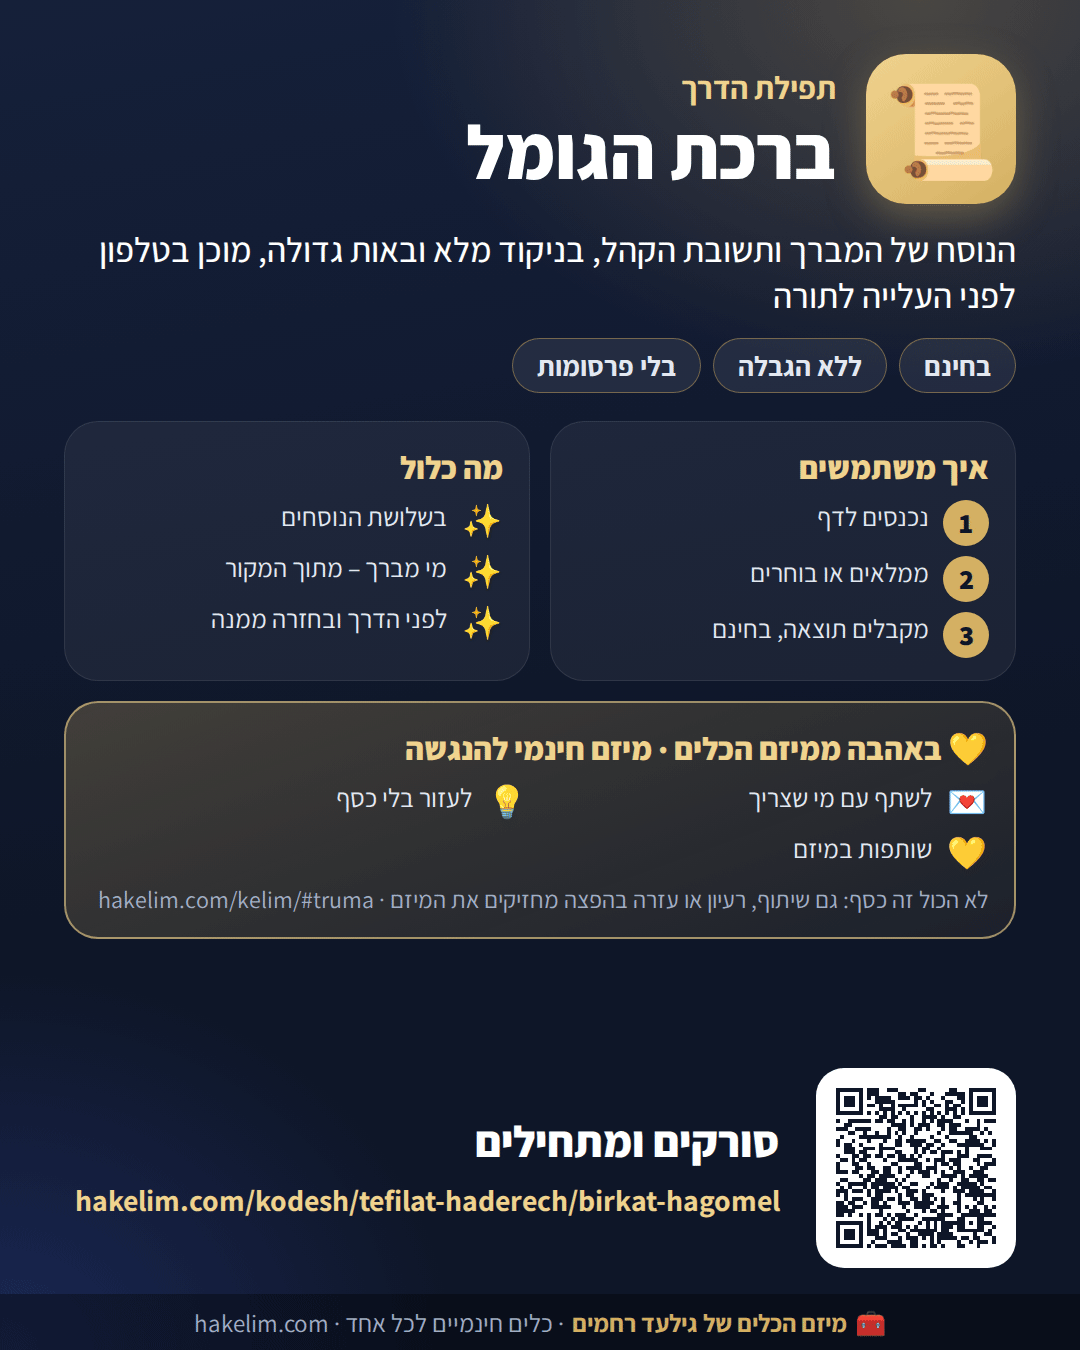 תפילת הדרך
ברכת הגומל
הנוסח של המברך ותשובת הקהל, בניקוד מלא ובאות גדולה, מוכן בטלפון
לפני העלייה לתורה
בחינם
ללא הגבלה
בלי פרסומות
איך משתמשים
1 נכנסים לדף
2 ממלאים או בוחרים
3 מקבלים תוצאה, בחינם
מה כלול
בשלושת הנוסחים
מי מברך – מתוך המקור
לפני הדרך ובחזרה ממנה
באהבה ממיזם הכלים · מיזם חינמי להנגשה
לשתף עם מי שצריך
לעזור בלי כסף
שותפות במיזם
לא הכול זה כסף: גם שיתוף, רעיון או עזרה בהפצה מחזיקים את המיזם · hakelim.com/kelim/#truma
סורקים ומתחילים
hakelim.com/kodesh/tefilat-haderech/birkat-hagomel
מיזם הכלים של גילעד רחמים · כלים חינמיים לכל אחד · hakelim.com